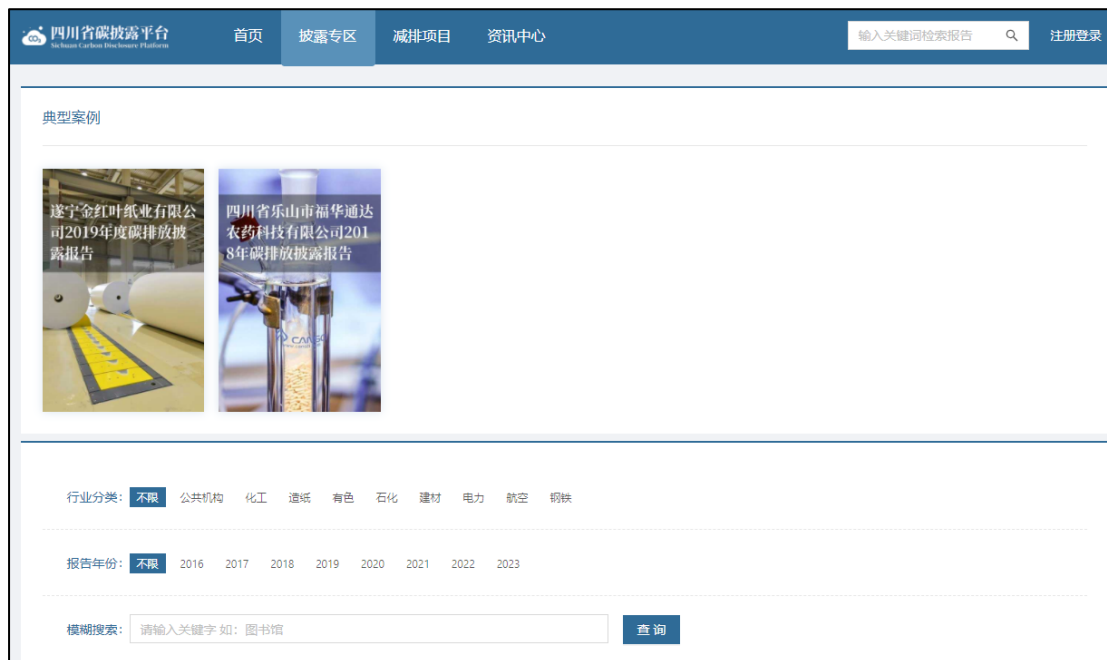 四川省碳披露平台
Sichuan Carbon Disclosure Platform
首页 披露专区 减排项目 资讯中心 输入关键词检索报告 注册登录
典型案例
遂宁金红叶纸业有限公
司2019年度碳排放披
露报告
四川省乐山市福华通达
农药科技有限公司201
8年碳排放披露报告
行业分类： 不限 公共机构 化工 造纸 有色 石化 建材 电力 航空 钢铁
报告年份： 不限 2016 2017 2018 2019 2020 2021 2022 2023
模糊搜索： 请输入关键字 如：图书馆 查 询